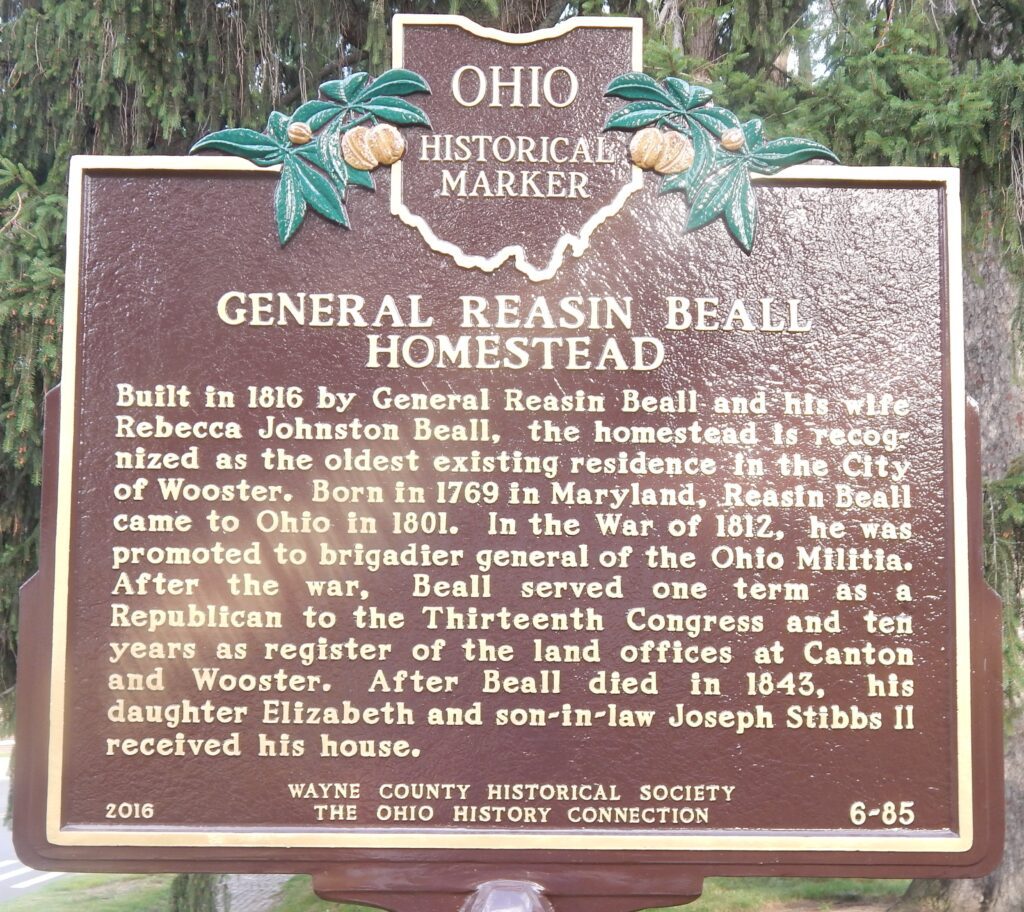 OHIO
HISTORICAL
MARKER
GENERAL REASIN BEALL
HOMESTEAD
Built in 1816 by General Reasin Beall and his wife
Rebecca Johnston Beall, the homestead is recog-
nized as the oldest existing residence in the City
of Wooster. Born in 1769 in Maryland, Reasin Beall
came to Ohio in 1801. In the War of 1812, he was
promoted to brigadier general of the Ohio Militia.
After the war, Beall served one term as a
Republican to the Thirteenth Congress and ten
years as register of the land offices at Canton
and Wooster. After Beall died in 1843, his
daughter Elizabeth and son-in-law Joseph Stibbs II
received his house.
WAYNE COUNTY HISTORICAL SOCIETY
2016 THE OHIO HISTORY CONNECTION 6-85